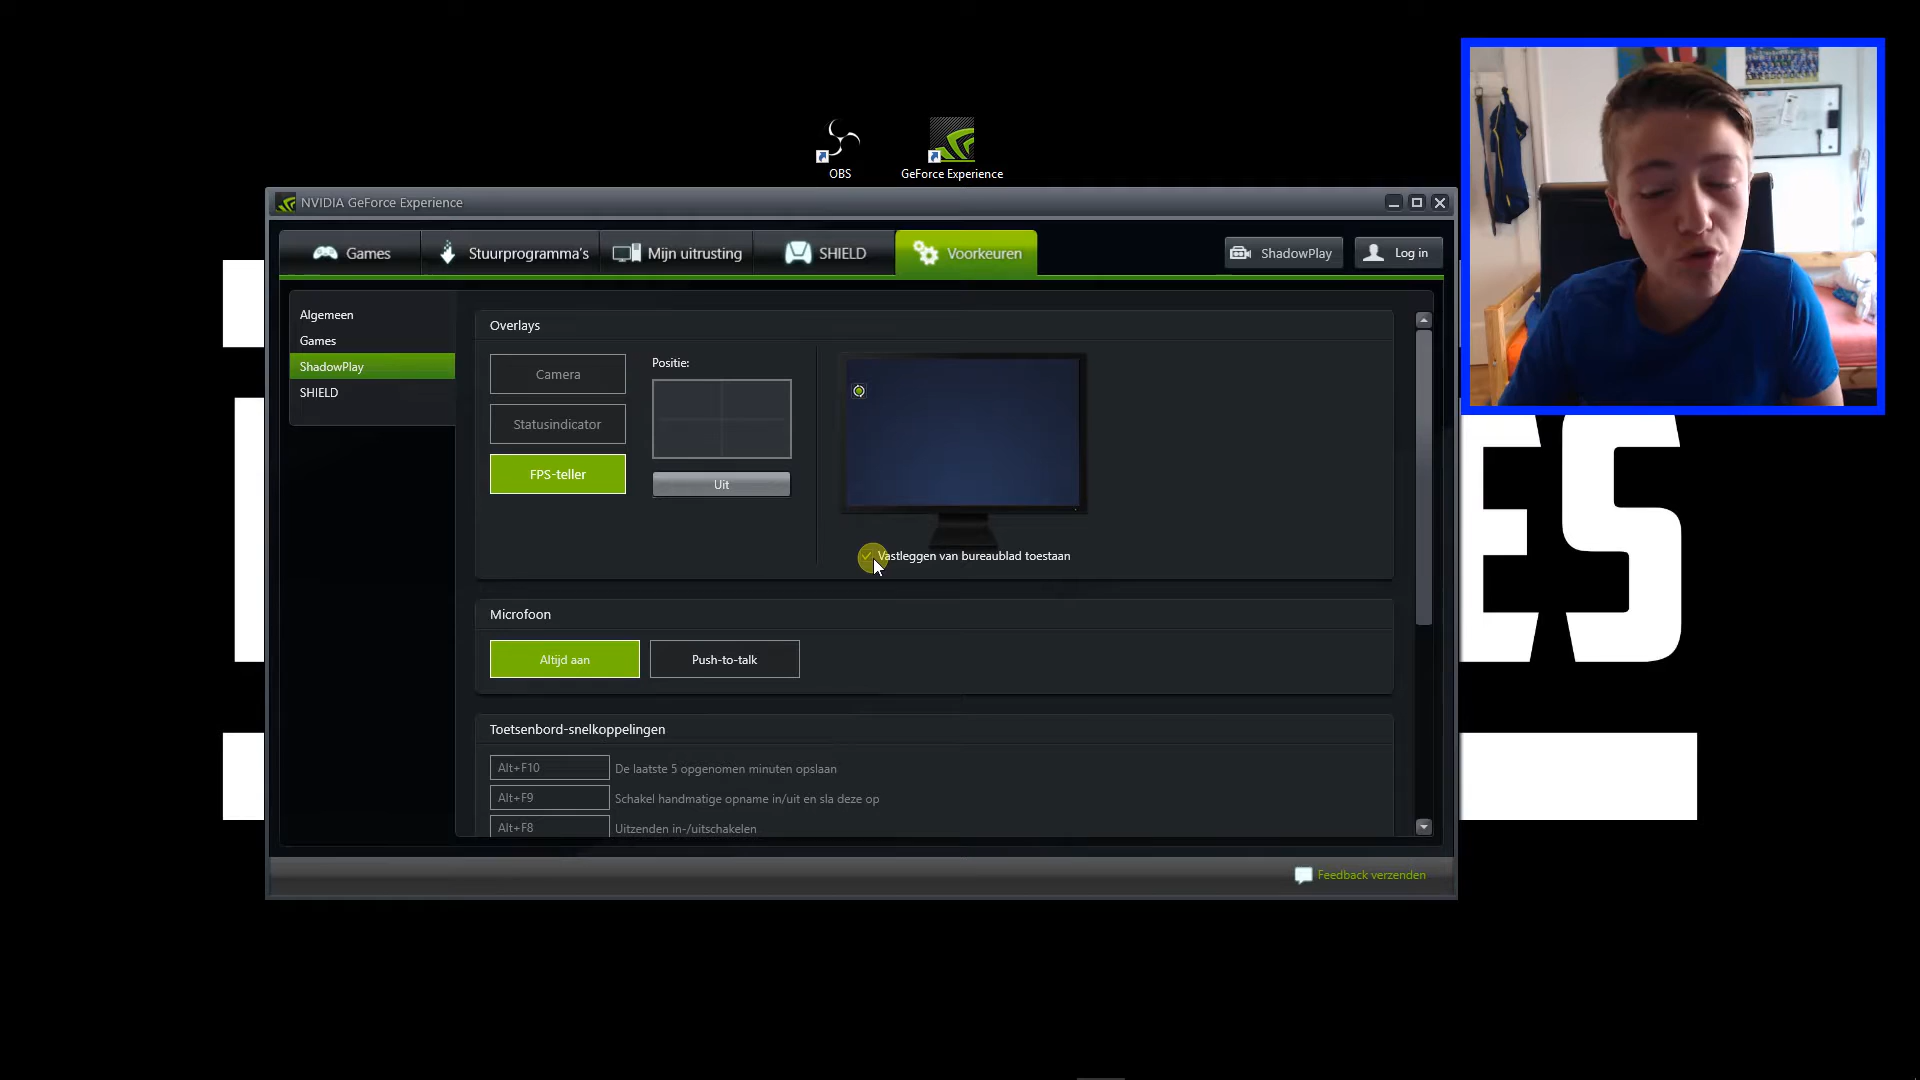 OBS
GeForce Experience
NVIDIA GeForce Experience
Games
Stuurprogramma's
Mijn uitrusting
SHIELD
Voorkeuren
ShadowPlay
Log in
Algemeen
Games
ShadowPlay
SHIELD
Overlays
Camera
Statusindicator
FPS-teller
Positie:
Uit
Vastleggen van bureaublad toestaan
Microfoon
Altijd aan
Push-to-talk
Toetsenbord-snelkoppelingen
Alt+F10 De laatste 5 opgenomen minuten opslaan
Alt+F9 Schakel handmatige opname in/uit en sla deze op
Alt+F8 Uitzenden in-/uitschakelen
Feedback verzenden
ES